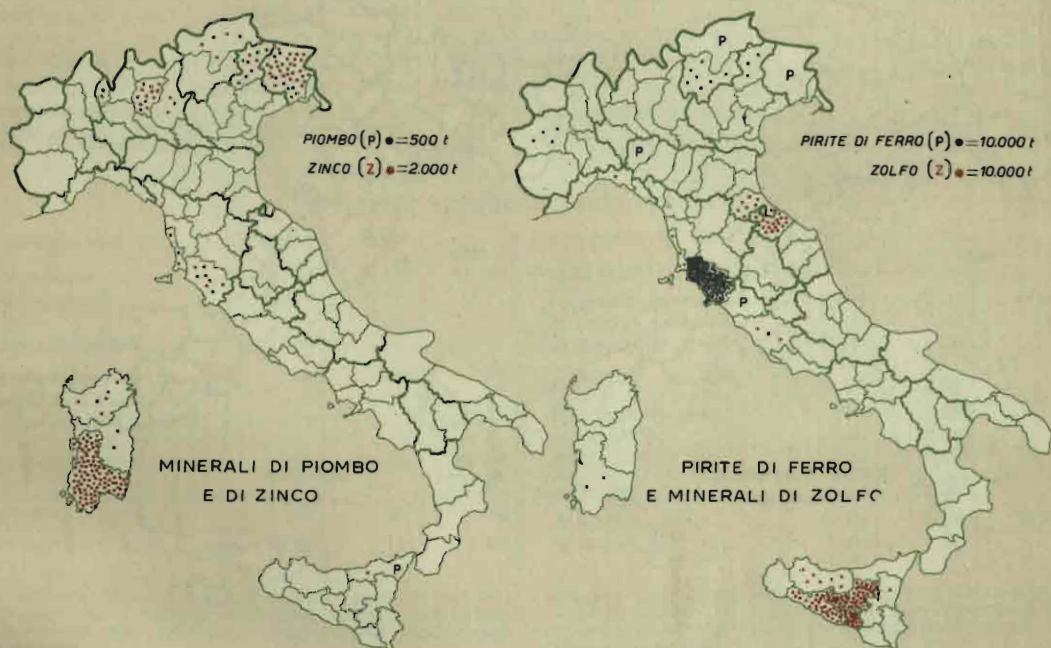 PIOMBO (P) ●=500 t
ZINCO (Z) ●=2.000 t
MINERALI DI PIOMBO
E DI ZINCO
P
P
P
P
P
PIRITE DI FERRO (P) ●=10.000 t
ZOLFO (Z) ●=10.000 t
PIRITE DI FERRO
E MINERALI DI ZOLFO